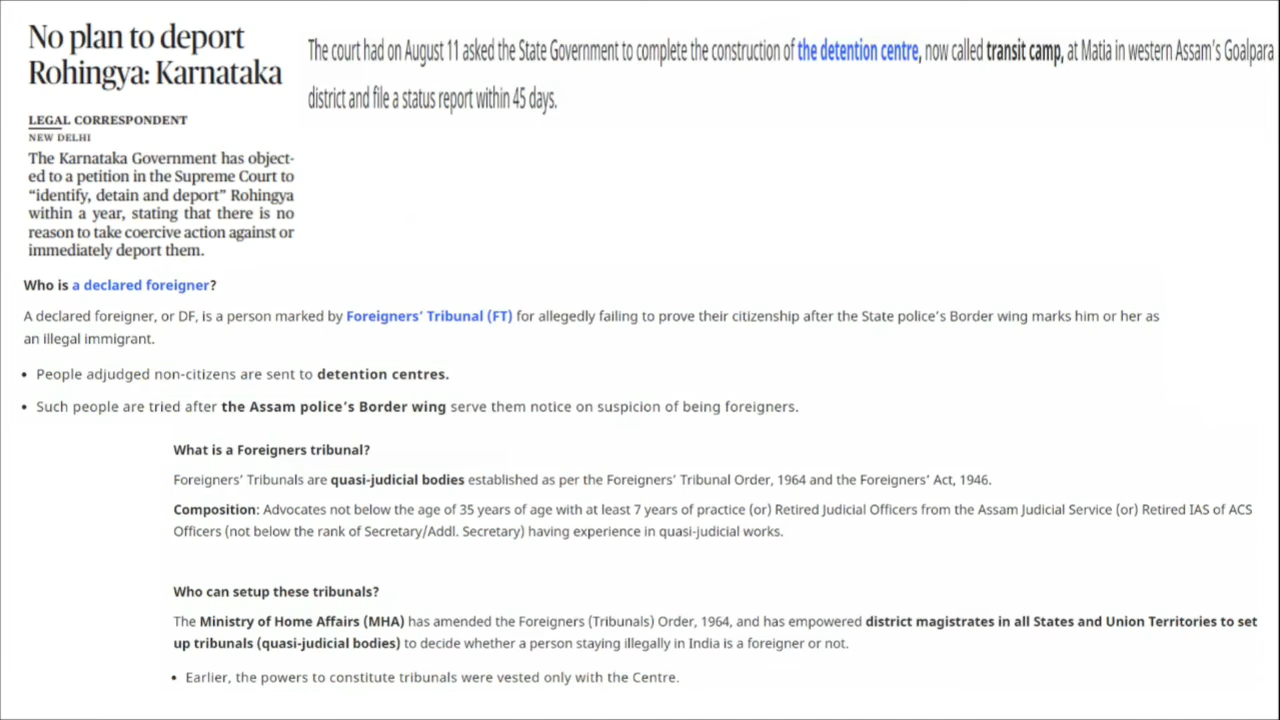 No plan to deport
Rohingya: Karnataka
LEGAL CORRESPONDENT
NEW DELHI
The Karnataka Government has object-
ed to a petition in the Supreme Court to
“identify, detain and deport” Rohingya
within a year, stating that there is no
reason to take coercive action against or
immediately deport them.
The court had on August 11 asked the State Government to complete the construction of the detention centre, now called transit camp, at Matia in western Assam's Goalpara
district and file a status report within 45 days.
Who is a declared foreigner?
A declared foreigner, or DF, is a person marked by Foreigners’ Tribunal (FT) for allegedly failing to prove their citizenship after the State police’s Border wing marks him or her as
an illegal immigrant.
• People adjudged non-citizens are sent to detention centres.
• Such people are tried after the Assam police’s Border wing serve them notice on suspicion of being foreigners.
What is a Foreigners tribunal?
Foreigners’ Tribunals are quasi-judicial bodies established as per the Foreigners’ Tribunal Order, 1964 and the Foreigners’ Act, 1946.
Composition: Advocates not below the age of 35 years of age with at least 7 years of practice (or) Retired Judicial Officers from the Assam Judicial Service (or) Retired IAS of ACS
Officers (not below the rank of Secretary/Addl. Secretary) having experience in quasi-judicial works.
Who can setup these tribunals?
The Ministry of Home Affairs (MHA) has amended the Foreigners (Tribunals) Order, 1964, and has empowered district magistrates in all States and Union Territories to set
up tribunals (quasi-judicial bodies) to decide whether a person staying illegally in India is a foreigner or not.
• Earlier, the powers to constitute tribunals were vested only with the Centre.